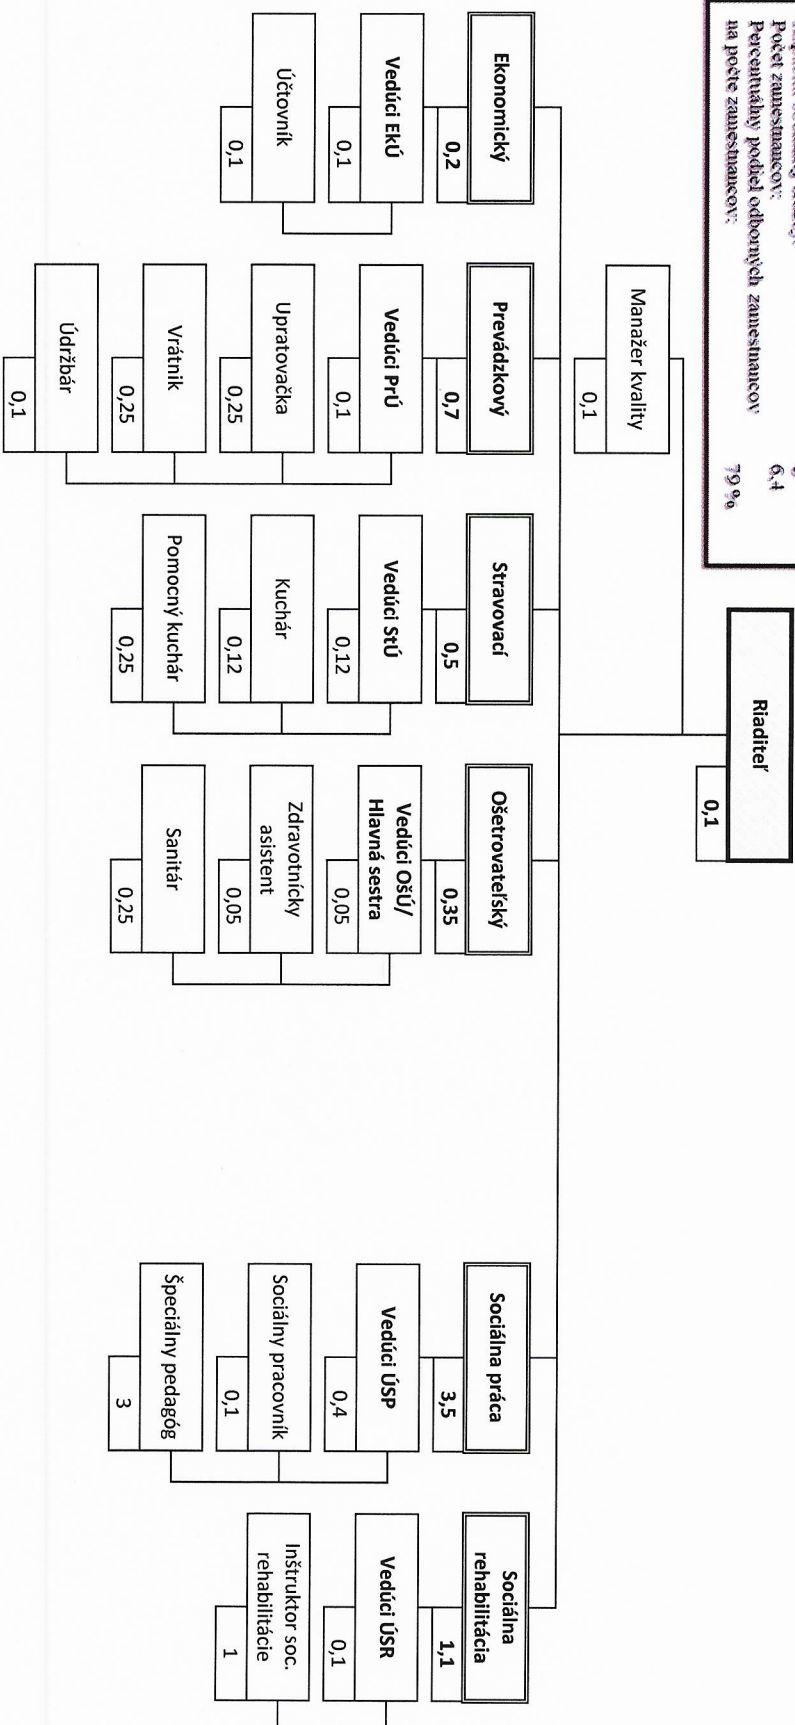 Počet zamestnancov: 6,4
Percentuálny podiel odborných zamestnancov
na počte zamestnancov: 79 %
Riaditeľ
0,1
Manažér kvality
0,1
Ekonomický
0,2
Vedúci EkÚ
0,1
Účtovník
0,1
Prevádzkový
0,7
Vedúci PrÚ
0,1
Upratovačka
0,25
Vrátnik
0,25
Údržbár
0,1
Stravovací
0,5
Vedúci StÚ
0,12
Kuchár
0,12
Pomocný kuchár
0,25
Ošetrovateľský
0,35
Vedúci OšÚ/
Hlavná sestra
0,05
Zdravotnícky
asistent
0,05
Sanitár
0,25
Sociálna práca
3,5
Vedúci ÚSP
0,4
Sociálny pracovník
0,1
Špeciálny pedagóg
3
Sociálna
rehabilitácia
1,1
Vedúci ÚSR
0,1
Inštruktor soc.
rehabilitácie
1